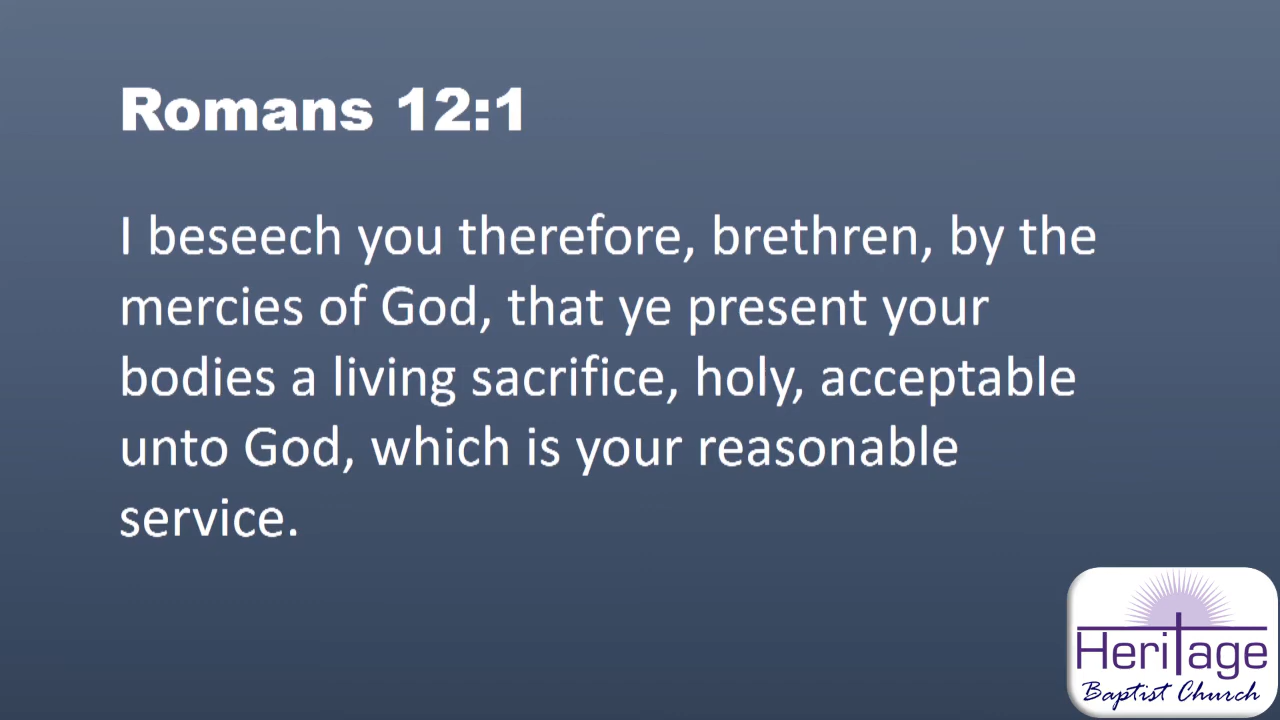 Romans 12:1
I beseech you therefore, brethren, by the
mercies of God, that ye present your
bodies a living sacrifice, holy, acceptable
unto God, which is your reasonable
service.
Heritage
Baptist Church